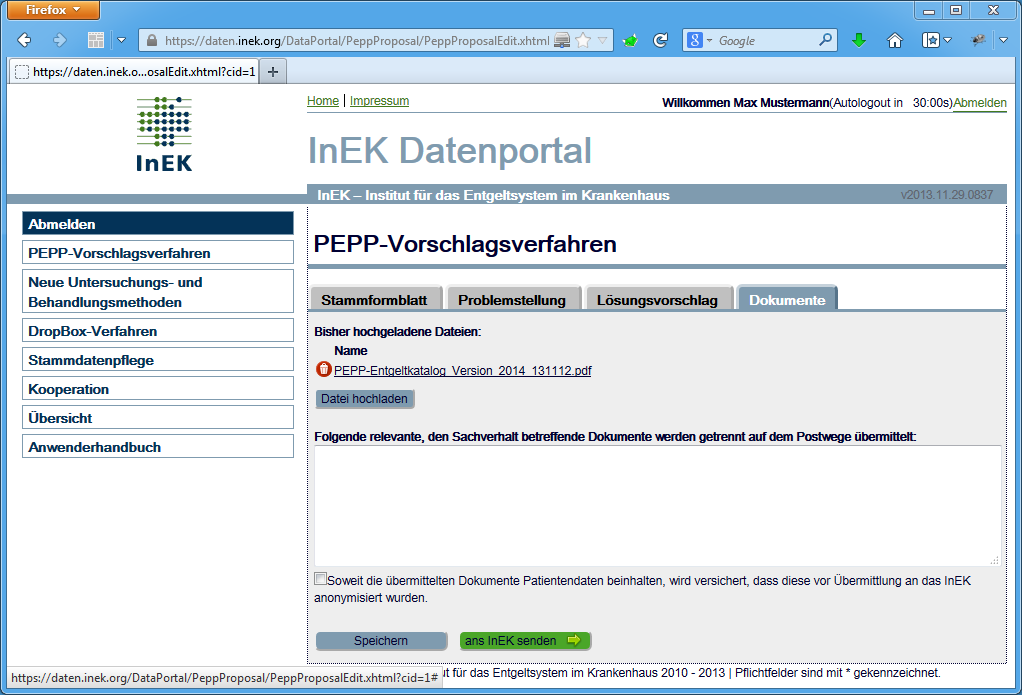 Firefox
https://daten.inek.org/DataPortal/PeppProposal/PeppProposalEdit.xhtml
Google
https://daten.inek.o...osalEdit.xhtml?cid=1
InEK
Home | Impressum
Willkommen Max Mustermann(Autologout in 30:00s)Abmelden
InEK Datenportal
InEK – Institut für das Entgeltsystem im Krankenhaus
v2013.11.29.0837
Abmelden
PEPP-Vorschlagsverfahren
Neue Untersuchungs- und
Behandlungsmethoden
DropBox-Verfahren
Stammdatenpflege
Kooperation
Übersicht
Anwenderhandbuch
PEPP-Vorschlagsverfahren
Stammformblatt
Problemstellung
Lösungsvorschlag
Dokumente
Bisher hochgeladene Dateien:
Name
PEPP-Entgeltkatalog_Version_2014_131112.pdf
Datei hochladen
Folgende relevante, den Sachverhalt betreffende Dokumente werden getrennt auf dem Postwege übermittelt:
Soweit die übermittelten Dokumente Patientendaten beinhalten, wird versichert, dass diese vor Übermittlung an das InEK
anonymisiert wurden.
Speichern
ans InEK senden
https://daten.inek.org/DataPortal/PeppProposal/PeppProposalEdit.xhtml?cid=1#
ut für das Entgeltsystem im Krankenhaus 2010 - 2013 | Pflichtfelder sind mit * gekennzeichnet.